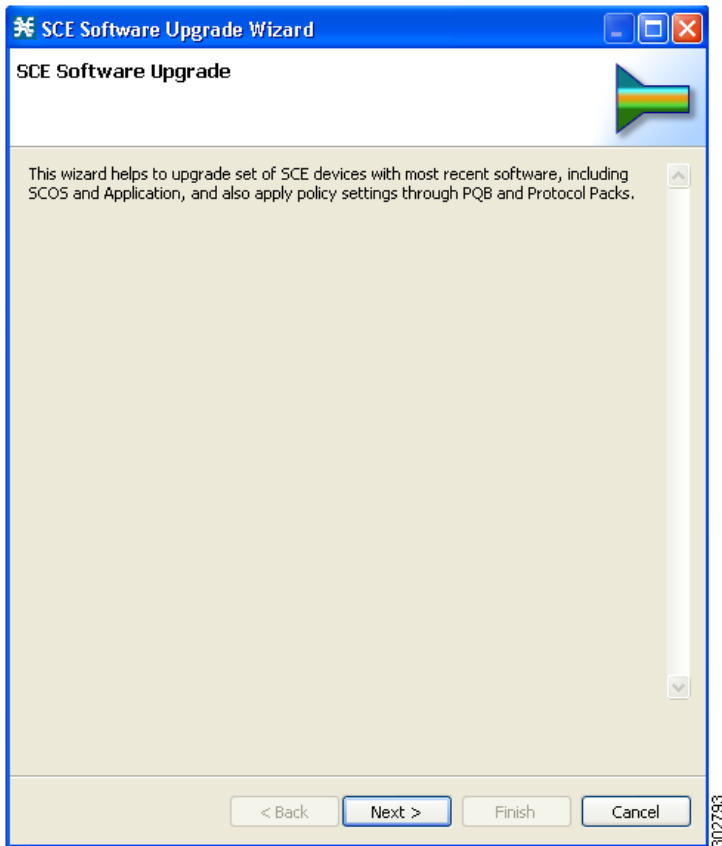 SCE Software Upgrade Wizard
SCE Software Upgrade
This wizard helps to upgrade set of SCE devices with most recent software, including
SCOS and Application, and also apply policy settings through PQB and Protocol Packs.
< Back
Next >
Finish
Cancel
302793